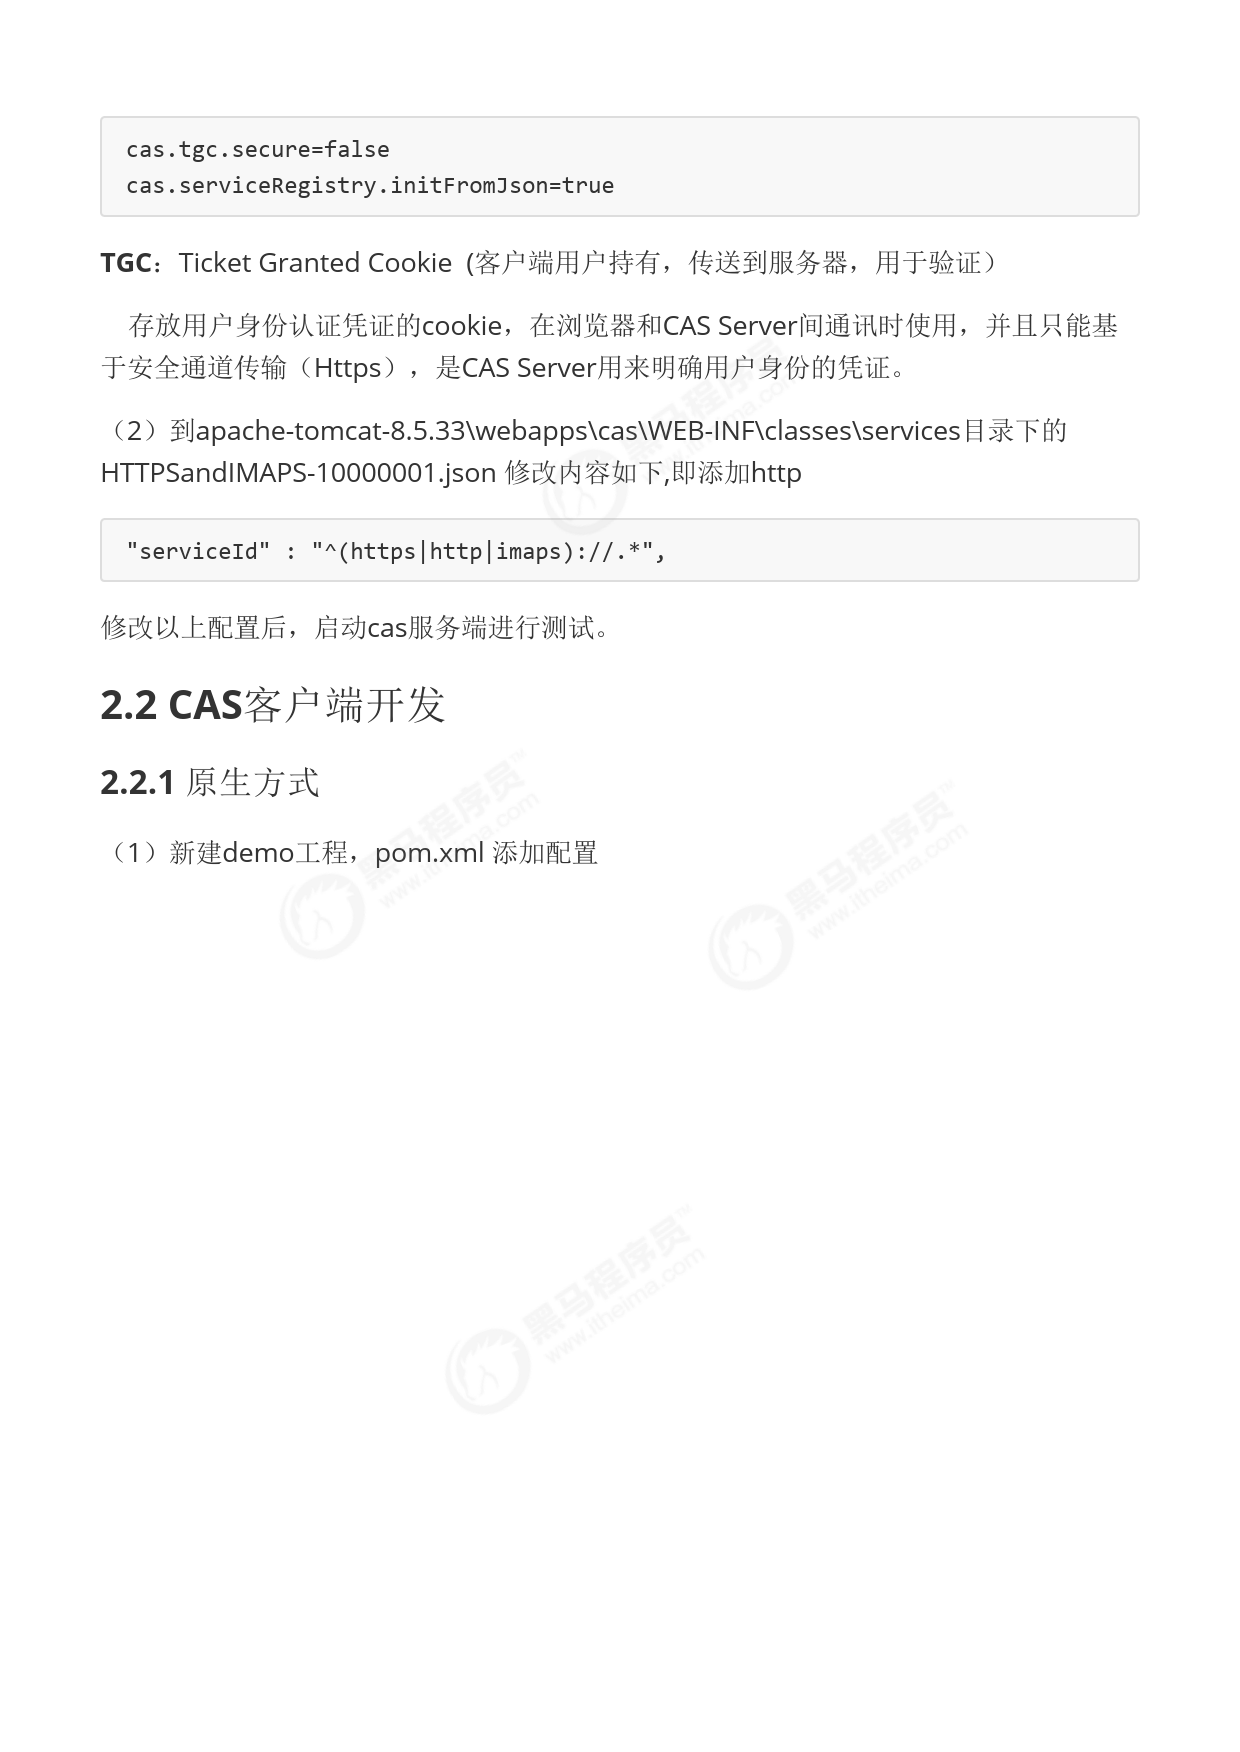 cas.tgc.secure=false
cas.serviceRegistry.initFromJson=true
TGC：Ticket Granted Cookie  (客户端用户持有，传送到服务器，用于验证）
存放用户身份认证凭证的cookie，在浏览器和CAS Server间通讯时使用，并且只能基
于安全通道传输（Https），是CAS Server用来明确用户身份的凭证。
（2）到apache-tomcat-8.5.33\webapps\cas\WEB-INF\classes\services目录下的
HTTPSandIMAPS-10000001.json 修改内容如下,即添加http
"serviceId" : "^(https|http|imaps)://.*",
修改以上配置后，启动cas服务端进行测试。
2.2 CAS客户端开发
2.2.1 原生方式
（1）新建demo工程，pom.xml 添加配置
黑马程序员™
www.itheima.com
黑马程序员™
www.itheima.com
黑马程序员™
www.itheima.com
黑马程序员
www.itheima.com